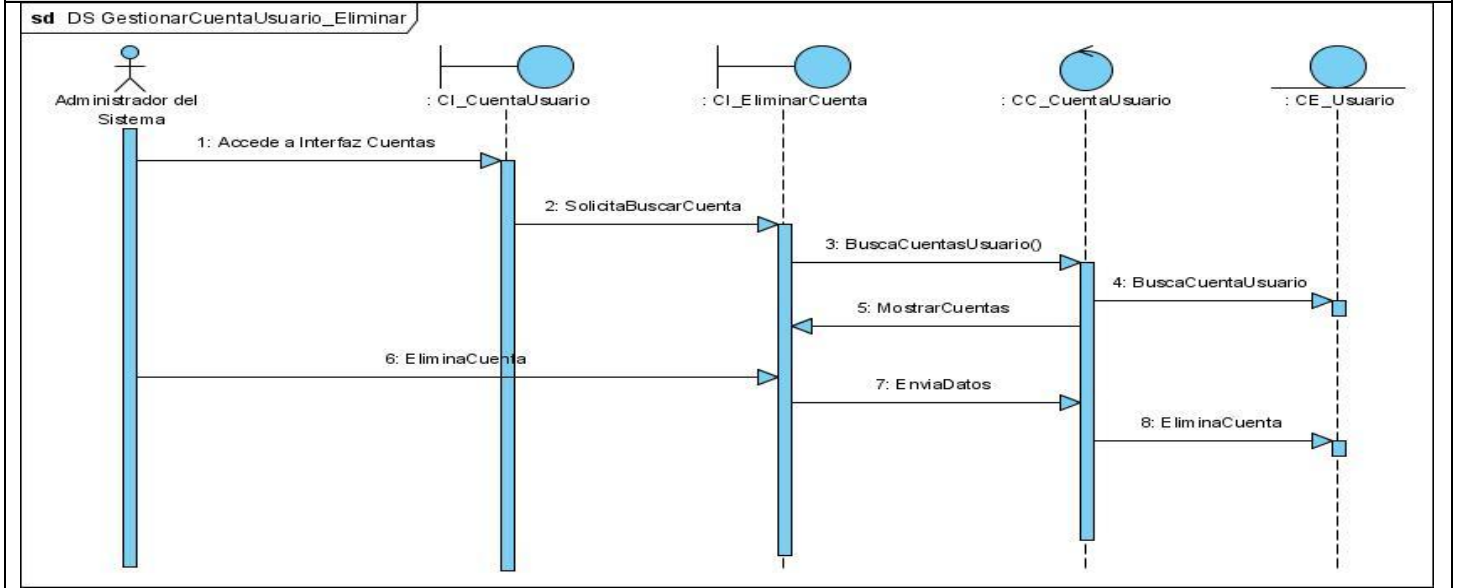 sd DS GestionarCuentaUsuario_Eliminar
Administrador del
Sistema
: CI_CuentaUsuario
: CI_EliminarCuenta
: CC_CuentaUsuario
: CE_Usuario
1: Accede a Interfaz Cuentas
2: SolicitaBuscarCuenta
3: BuscaCuentasUsuario()
4: BuscaCuentaUsuario
5: MostrarCuentas
6: EliminaCuenta
7: EnviaDatos
8: EliminaCuenta